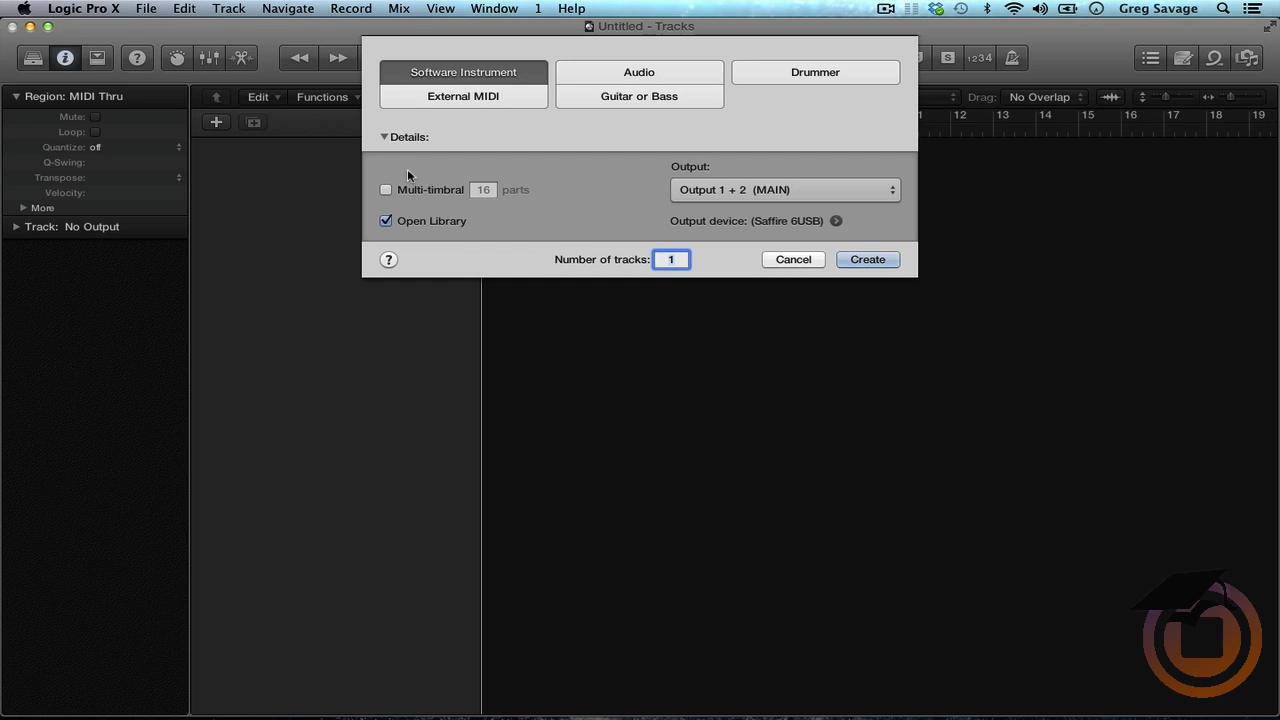 Logic Pro X File Edit Track Navigate Record Mix View Window 1 Help Greg Savage
Untitled - Tracks
1234
Software Instrument Audio Drummer
External MIDI Guitar or Bass
Region: MIDI Thru
Edit Functions Drag: No Overlap
Mute:
Loop:
Quantize: off
Q-Swing:
Transpose:
Velocity:
More
Track: No Output
12 13 14 15 16 17 18 19
Details:
Output:
Multi-timbral 16 parts Output 1 + 2 (MAIN)
Open Library Output device: (Saffire 6USB)
? Number of tracks: 1 Cancel Create